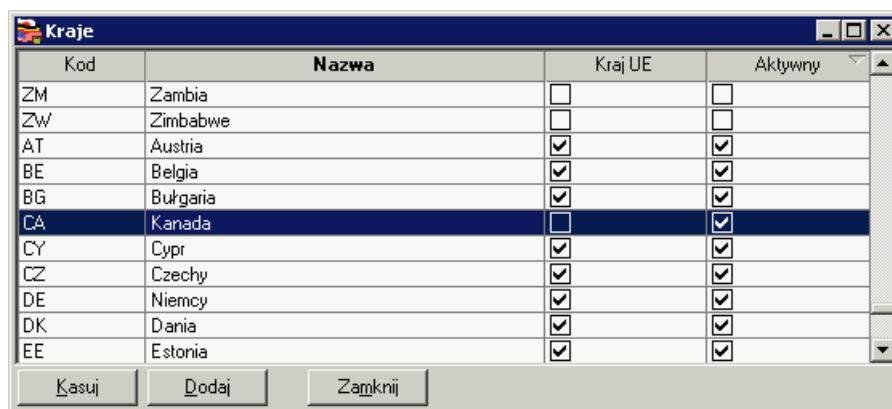 Kraje
Kod Nazwa Kraj UE Aktywny
ZM Zambia
ZW Zimbabwe
AT Austria
BE Belgia
BG Bułgaria
CA Kanada
CY Cypr
CZ Czechy
DE Niemcy
DK Dania
EE Estonia
Kasuj Dodaj Zamknij